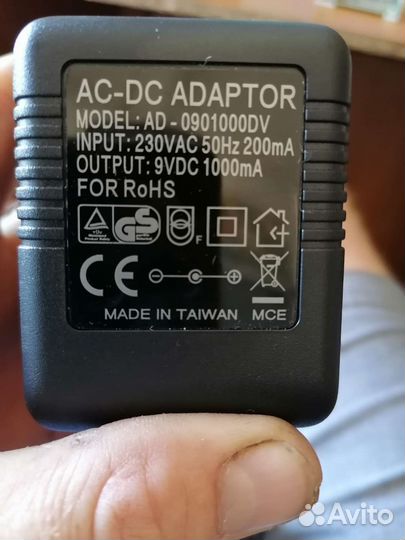 AC-DC ADAPTOR
MODEL: AD - 0901000DV
INPUT: 230VAC 50Hz 200mA
OUTPUT: 9VDC 1000mA
FOR RoHS
GS
F
CE
MADE IN TAIWAN MCE
Avito